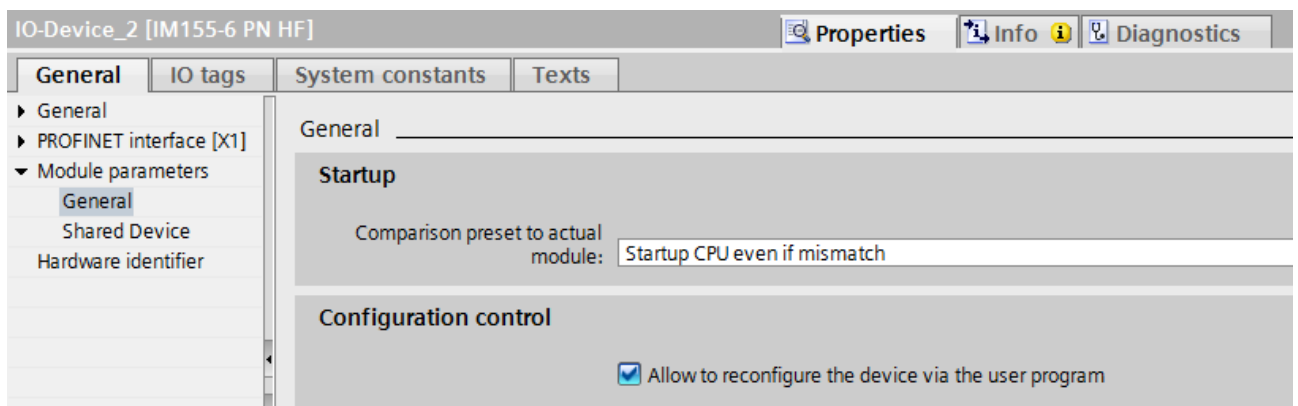 IO-Device_2 [IM155-6 PN HF]
Properties
Info
Diagnostics
General
IO tags
System constants
Texts
General
PROFINET interface [X1]
Module parameters
General
Shared Device
Hardware identifier
General
Startup
Comparison preset to actual
module:
Startup CPU even if mismatch
Configuration control
Allow to reconfigure the device via the user program